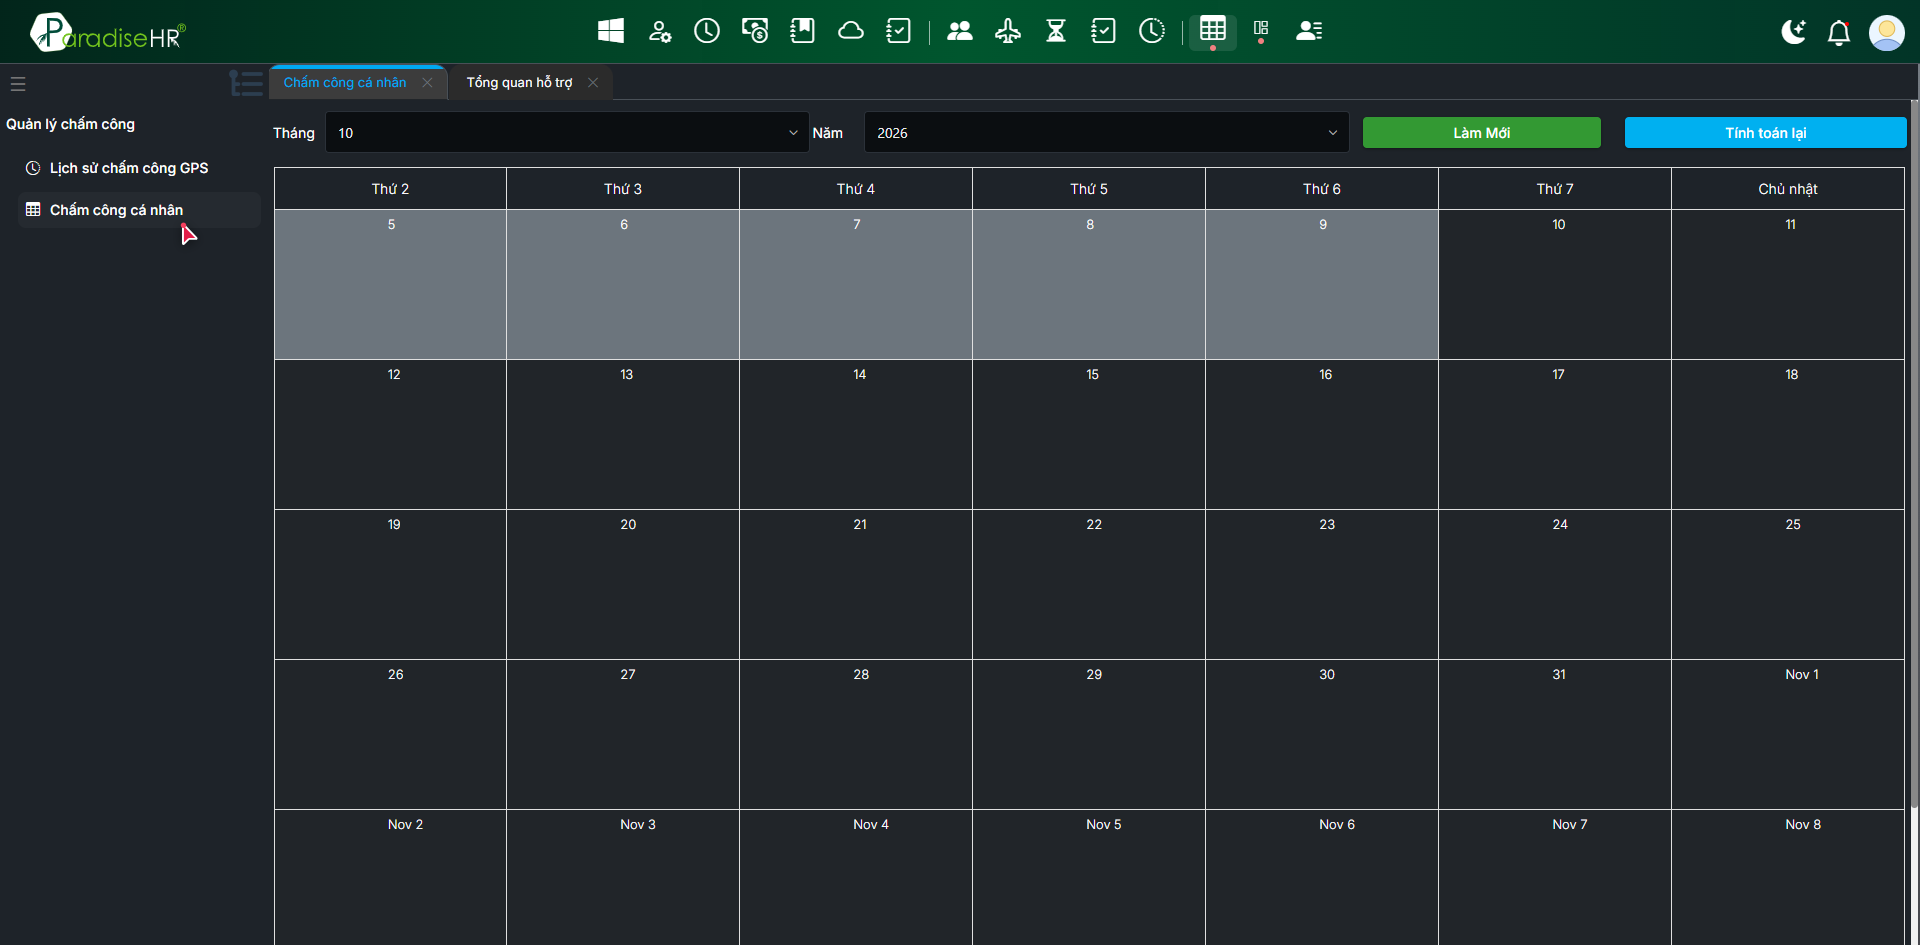 ParadiseHR®
Chấm công cá nhân
Tổng quan hỗ trợ
Quản lý chấm công
Lịch sử chấm công GPS
Chấm công cá nhân
Tháng 10 Năm 2026 Làm Mới Tính toán lại
Thứ 2 Thứ 3 Thứ 4 Thứ 5 Thứ 6 Thứ 7 Chủ nhật
5 6 7 8 9 10 11
12 13 14 15 16 17 18
19 20 21 22 23 24 25
26 27 28 29 30 31 Nov 1
Nov 2 Nov 3 Nov 4 Nov 5 Nov 6 Nov 7 Nov 8